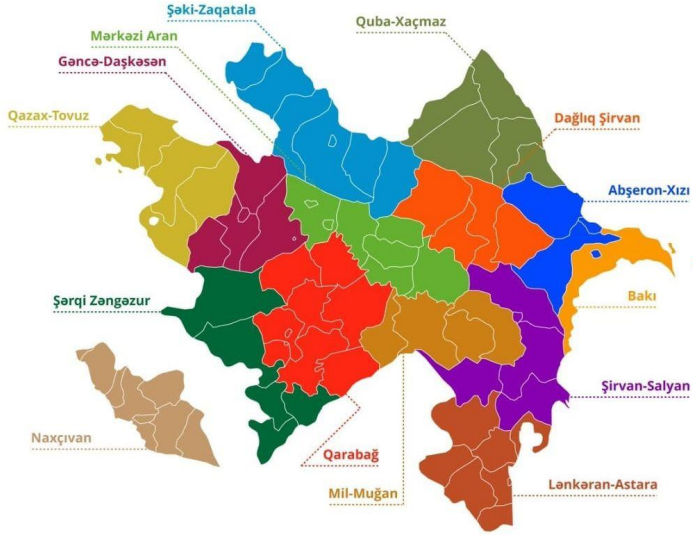 Şəki-Zaqatala
Quba-Xaçmaz
Mərkəzi Aran
Gəncə-Daşkəsən
Qazax-Tovuz
Dağlıq Şirvan
Abşeron-Xızı
Bakı
Şərqi Zəngəzur
Şirvan-Salyan
Naxçıvan
Qarabağ
Mil-Muğan
Lənkəran-Astara